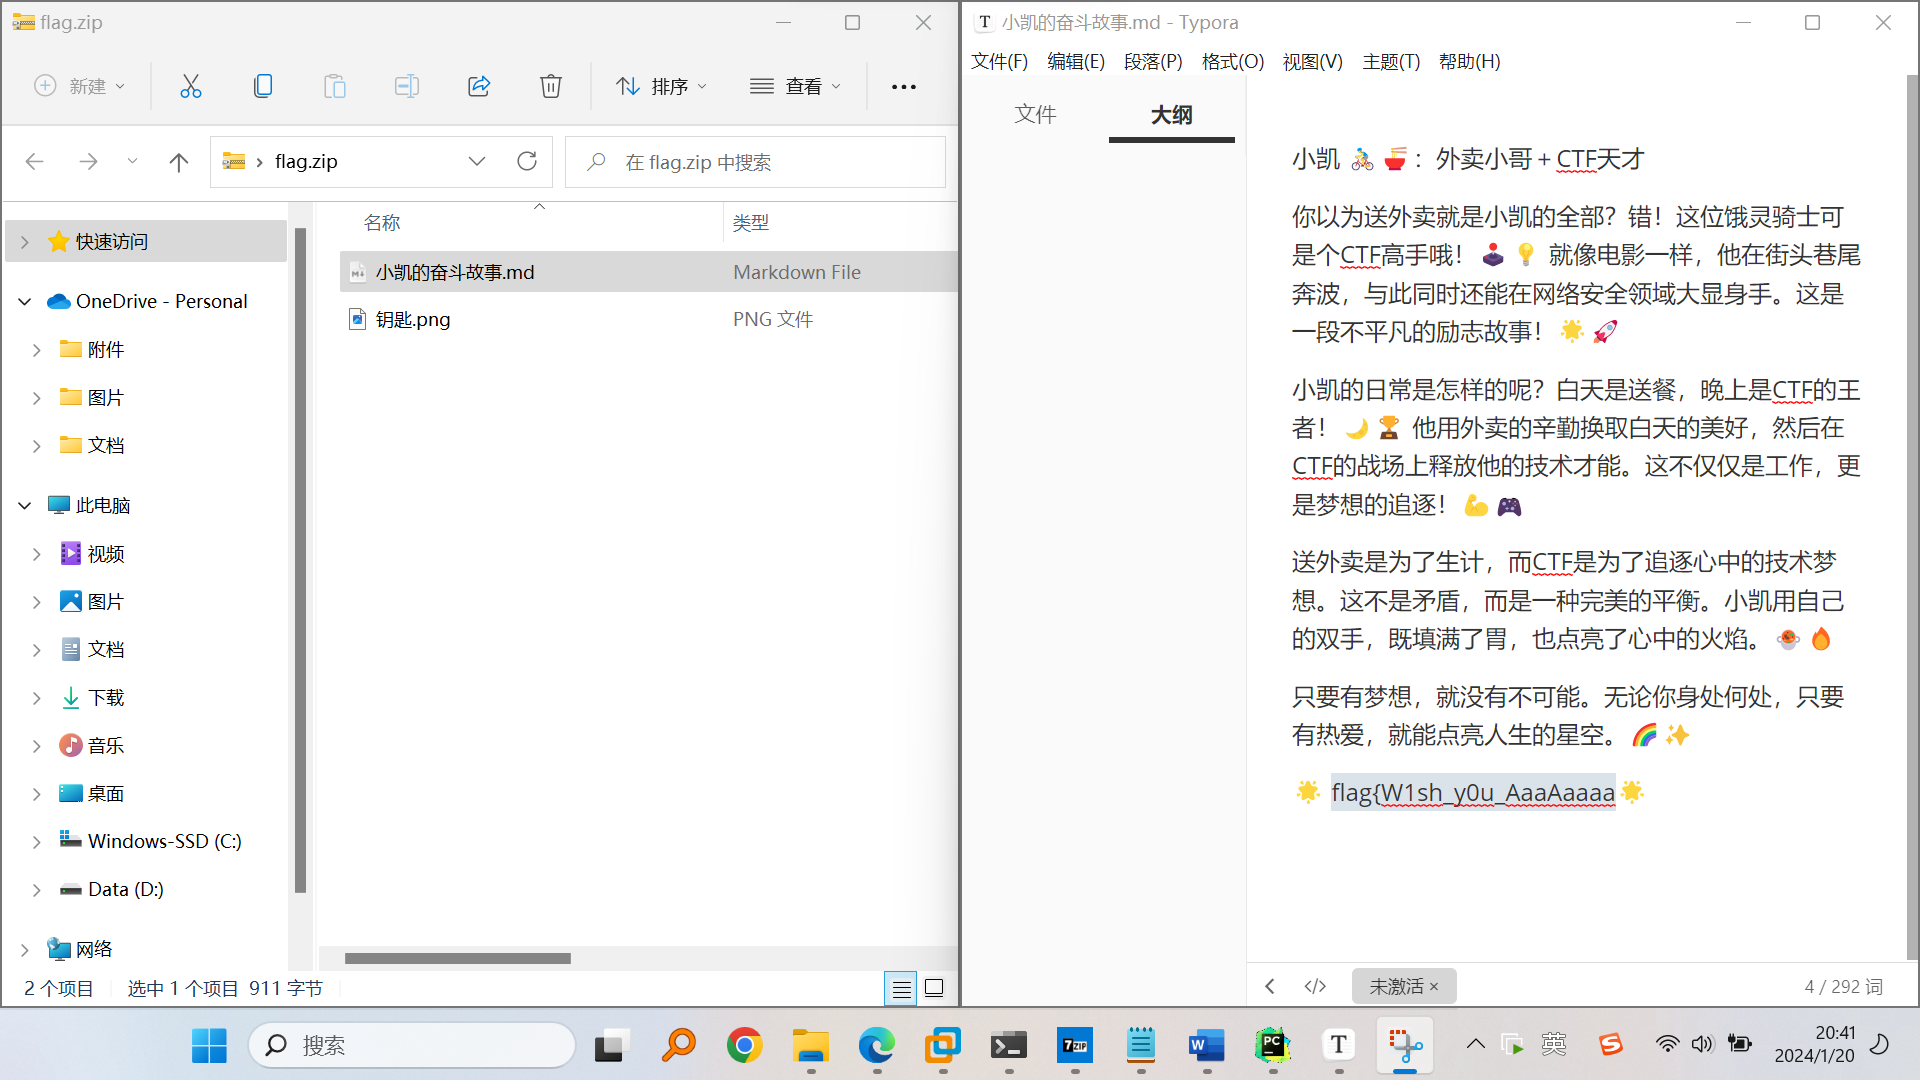 flag.zip
新建
排序
查看
flag.zip
在 flag.zip 中搜索
快速访问
OneDrive - Personal
附件
图片
文档
此电脑
视频
图片
文档
下载
音乐
桌面
Windows-SSD (C:)
Data (D:)
网络
名称
类型
小凯的奋斗故事.md
Markdown File
钥匙.png
PNG 文件
2 个项目
选中 1 个项目 911 字节
小凯的奋斗故事.md - Typora
文件(F) 编辑(E) 段落(P) 格式(O) 视图(V) 主题(T) 帮助(H)
文件
大纲
小凯 🚴 🍜 ：外卖小哥 + CTF天才
你以为送外卖就是小凯的全部？错！这位饿灵骑士可
是个CTF高手哦！ 🕹️ 💡 就像电影一样，他在街头巷尾
奔波，与此同时还能在网络安全领域大显身手。这是
一段不平凡的励志故事！ 🌟 🚀
小凯的日常是怎样的呢？白天是送餐，晚上是CTF的王
者！ 🌙 🏆 他用外卖的辛勤换取白天的美好，然后在
CTF的战场上释放他的技术才能。这不仅仅是工作，更
是梦想的追逐！ 💪 🎮
送外卖是为了生计，而CTF是为了追逐心中的技术梦
想。这不是矛盾，而是一种完美的平衡。小凯用自己
的双手，既填满了胃，也点亮了心中的火焰。 🍲 🔥
只要有梦想，就没有不可能。无论你身处何处，只要
有热爱，就能点亮人生的星空。 🌈 ✨
🌟 flag{W1sh_y0u_AaaAaaaa 🌟
未激活 ×
4 / 292 词
搜索
英
20:41
2024/1/20